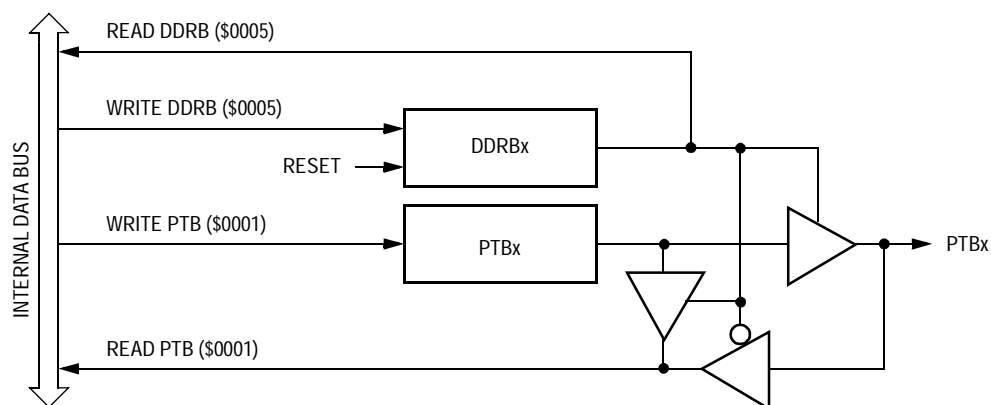 READ DDRB ($0005)
WRITE DDRB ($0005)
DDRBx
RESET
WRITE PTB ($0001)
PTBx
PTBx
READ PTB ($0001)
INTERNAL DATA BUS